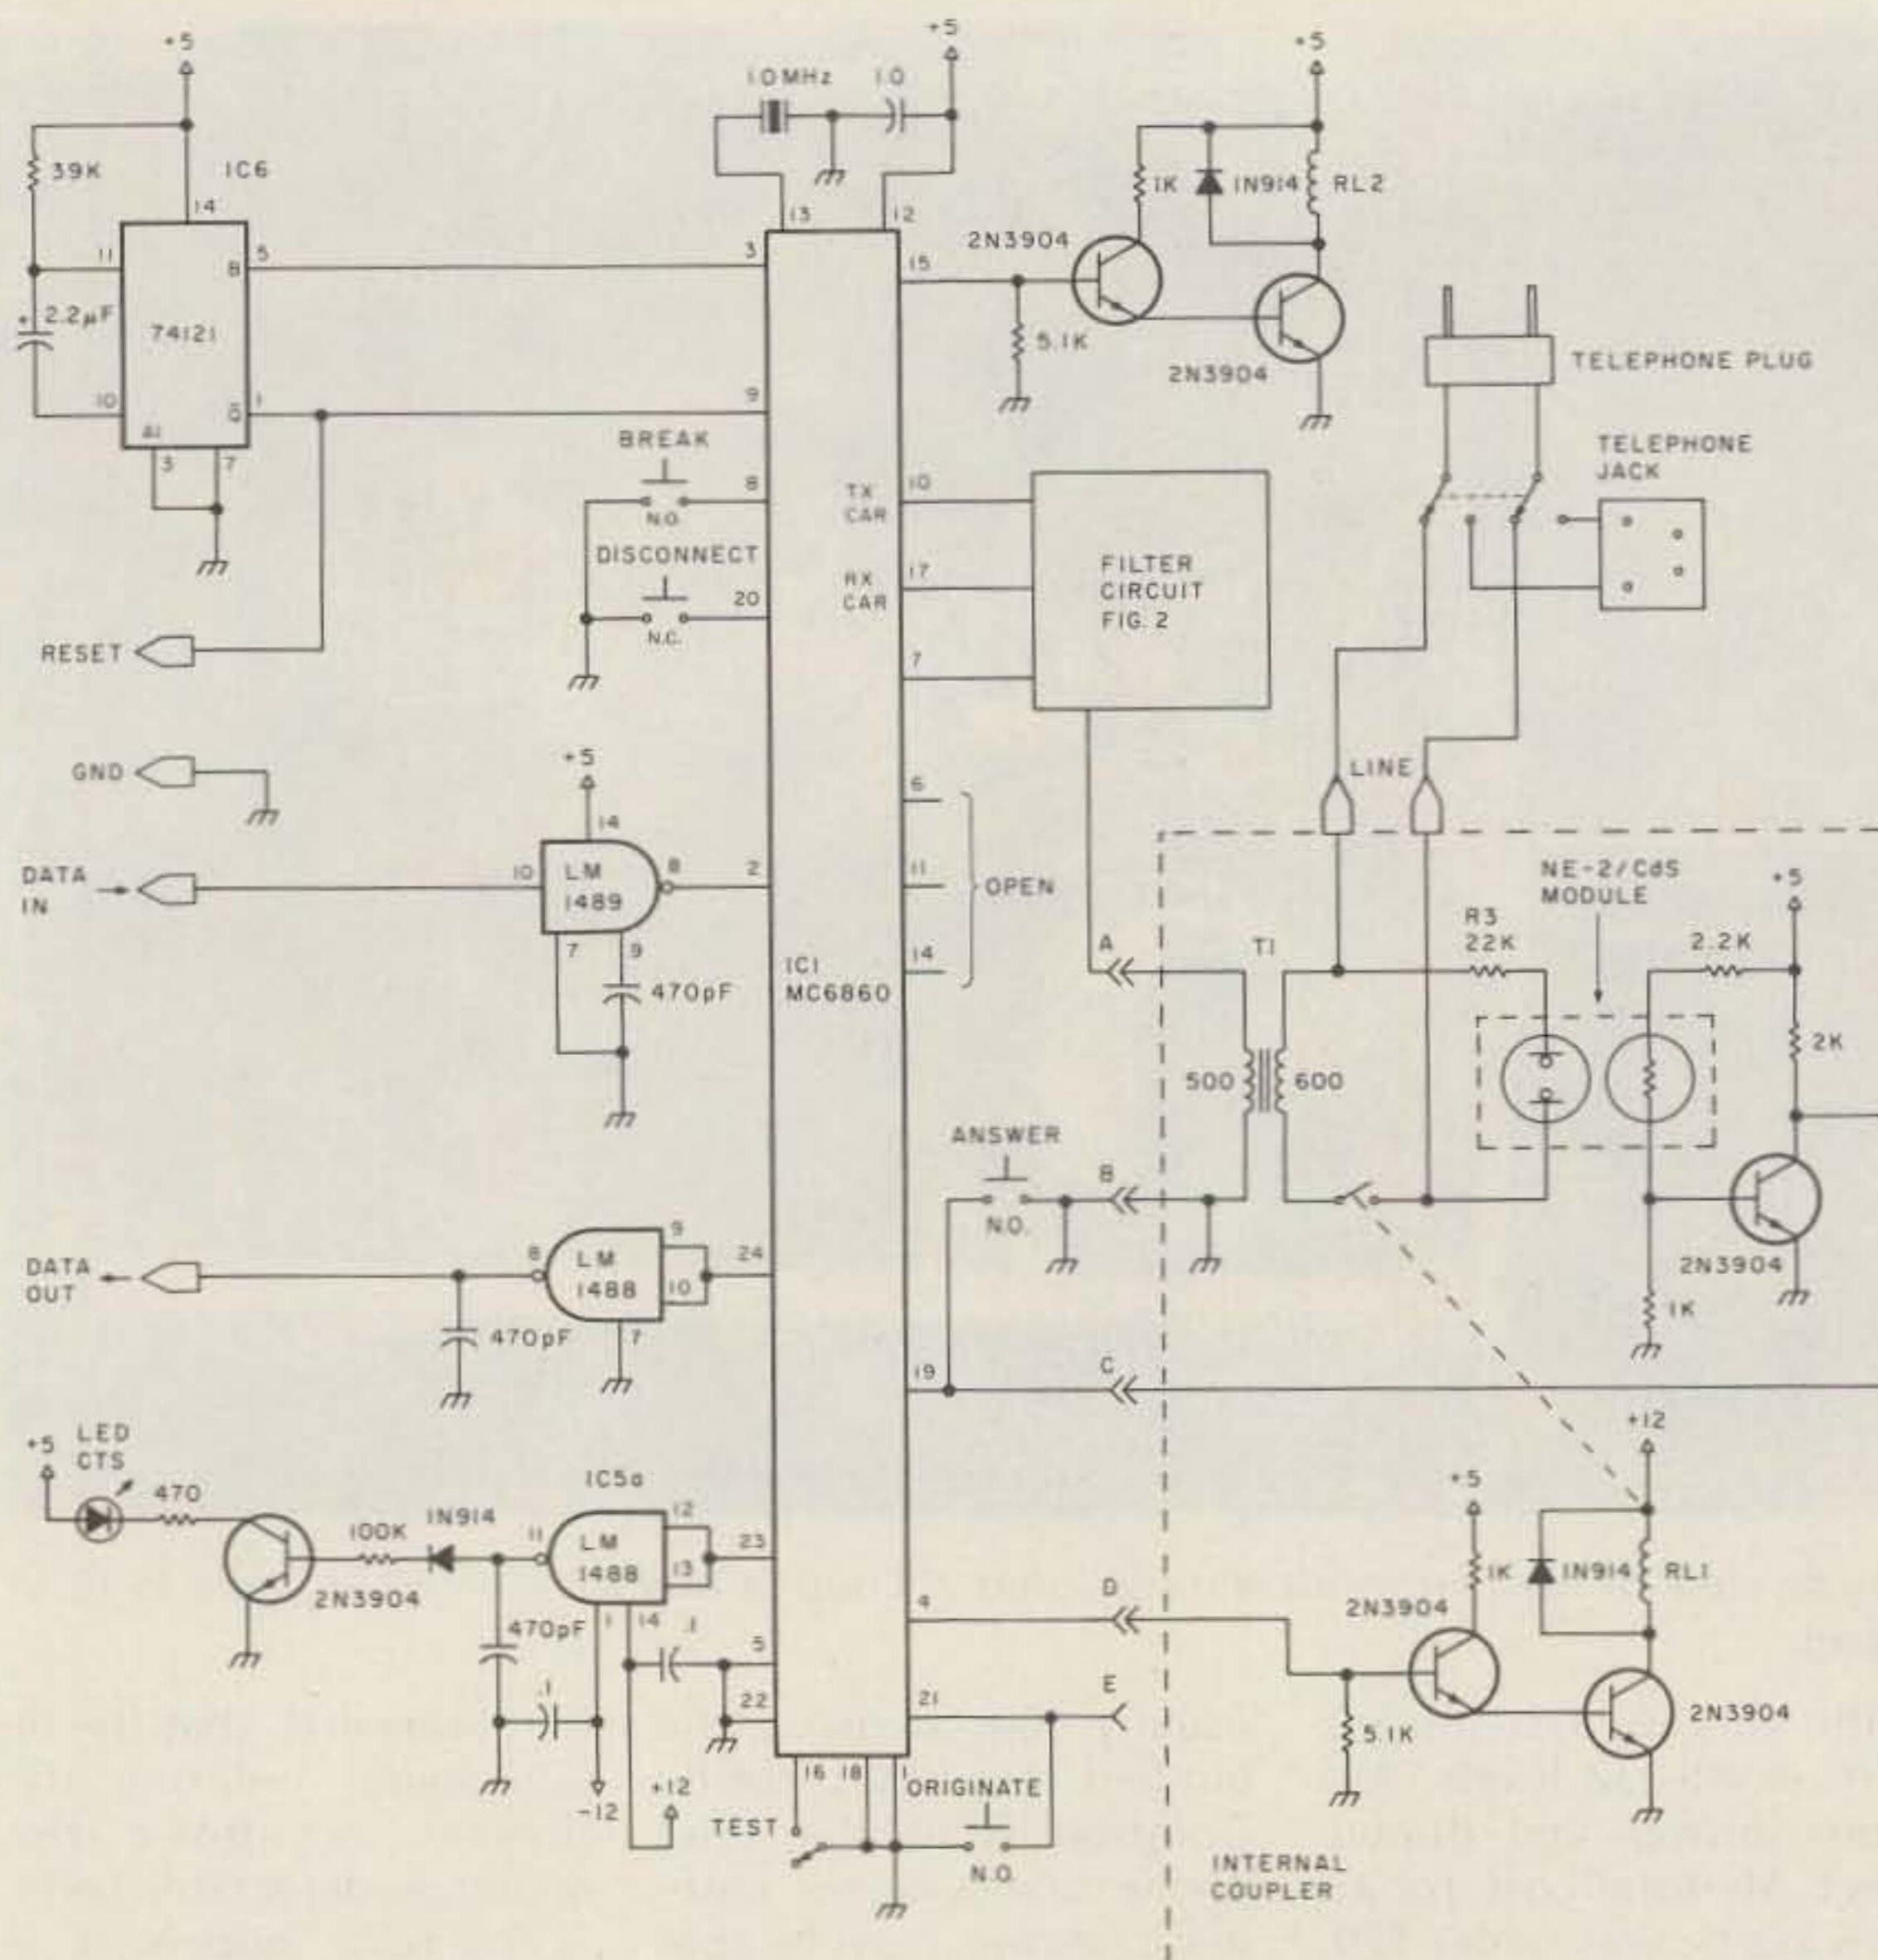 +5
39K
IC6
14
11
5
B
2.2µF
+
74121
10
1
Q̅
A1
3
7
RESET
GND
DATA
IN
+5
14
10
LM
1489
8
7
9
470pF
DATA
OUT
8
LM
1488
9
10
7
470pF
+5
LED
CTS
470
2N3904
100K
1N914
IC5a
11
LM
1488
12
13
1
14
470pF
.1
.1
-12
+12
1.0MHz
1.0
+5
13
12
3
9
BREAK
8
N.O.
DISCONNECT
20
N.C.
2
24
23
5
22
IC1
MC6860
TX
CAR
RX
CAR
15
10
17
7
6
11
14
OPEN
19
4
21
16
18
1
TEST
ORIGINATE
N.O.
2N3904
5.1K
+5
1K
1N914
RL2
2N3904
FILTER
CIRCUIT
FIG. 2
TELEPHONE PLUG
TELEPHONE
JACK
LINE
A
T1
500
600
R3
22K
NE-2/CdS
MODULE
2.2K
+5
2K
2N3904
1K
ANSWER
N.O.
B
C
D
E
+12
+5
1K
1N914
RL1
2N3904
5.1K
2N3904
INTERNAL
COUPLER